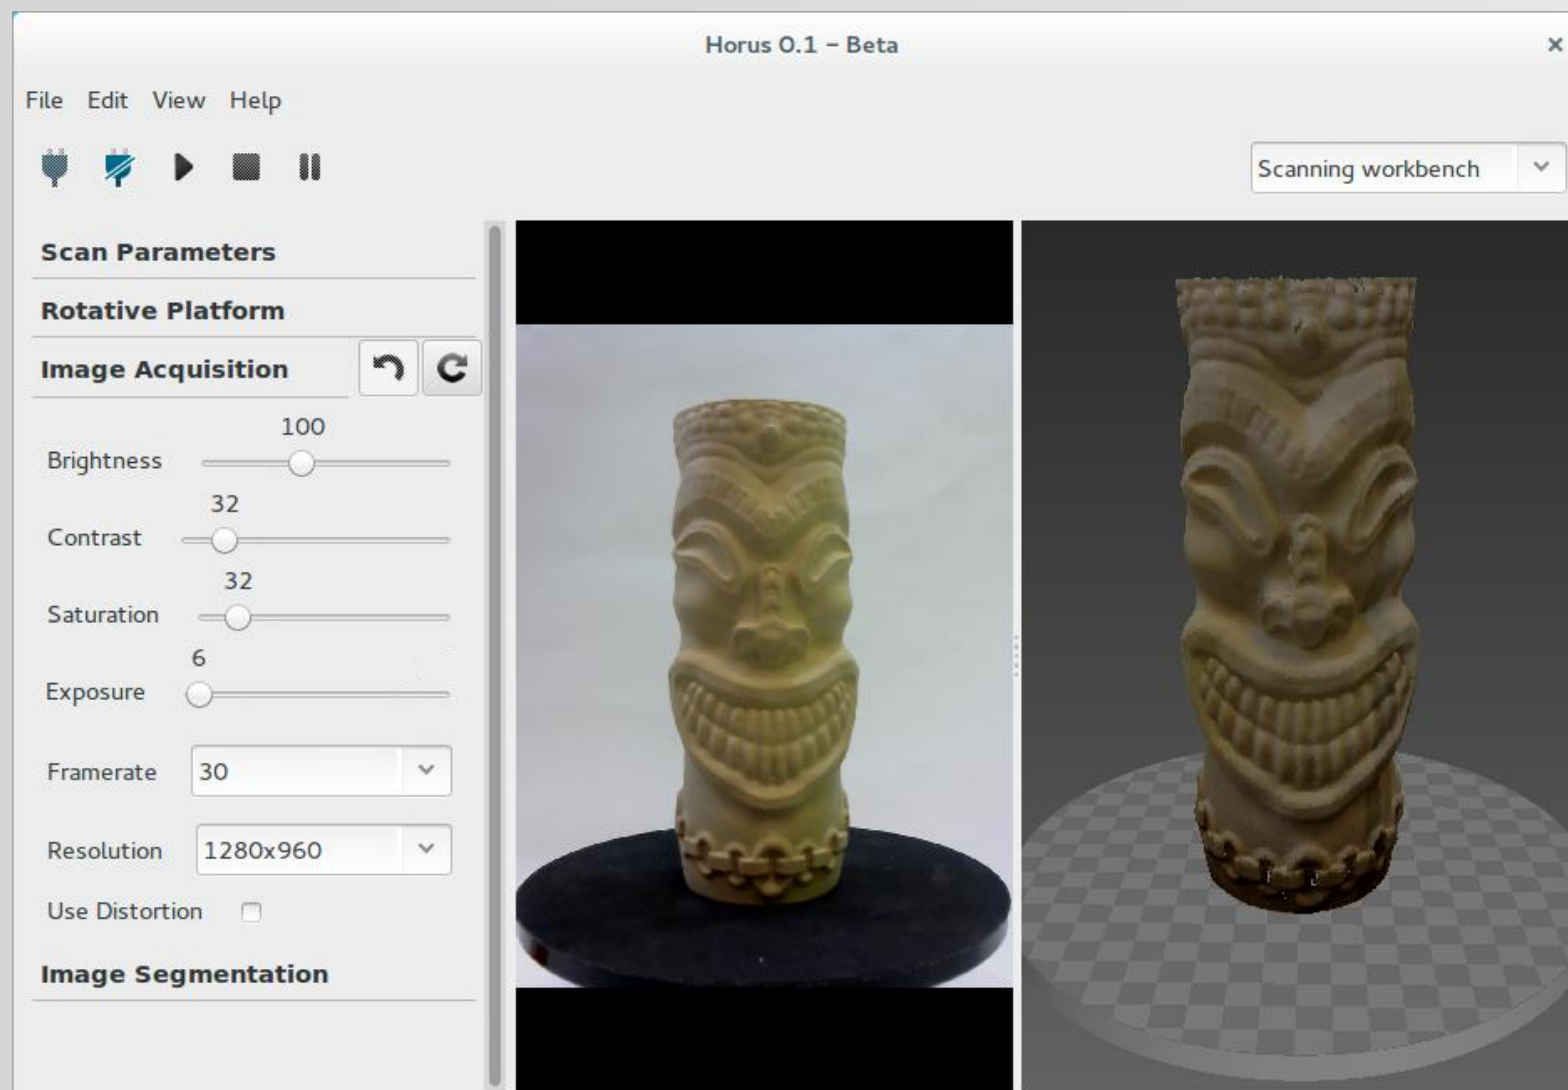 Horus 0.1 – Beta
File Edit View Help
Scanning workbench
Scan Parameters
Rotative Platform
Image Acquisition
100
Brightness
32
Contrast
32
Saturation
6
Exposure
Framerate 30
Resolution 1280x960
Use Distortion
Image Segmentation